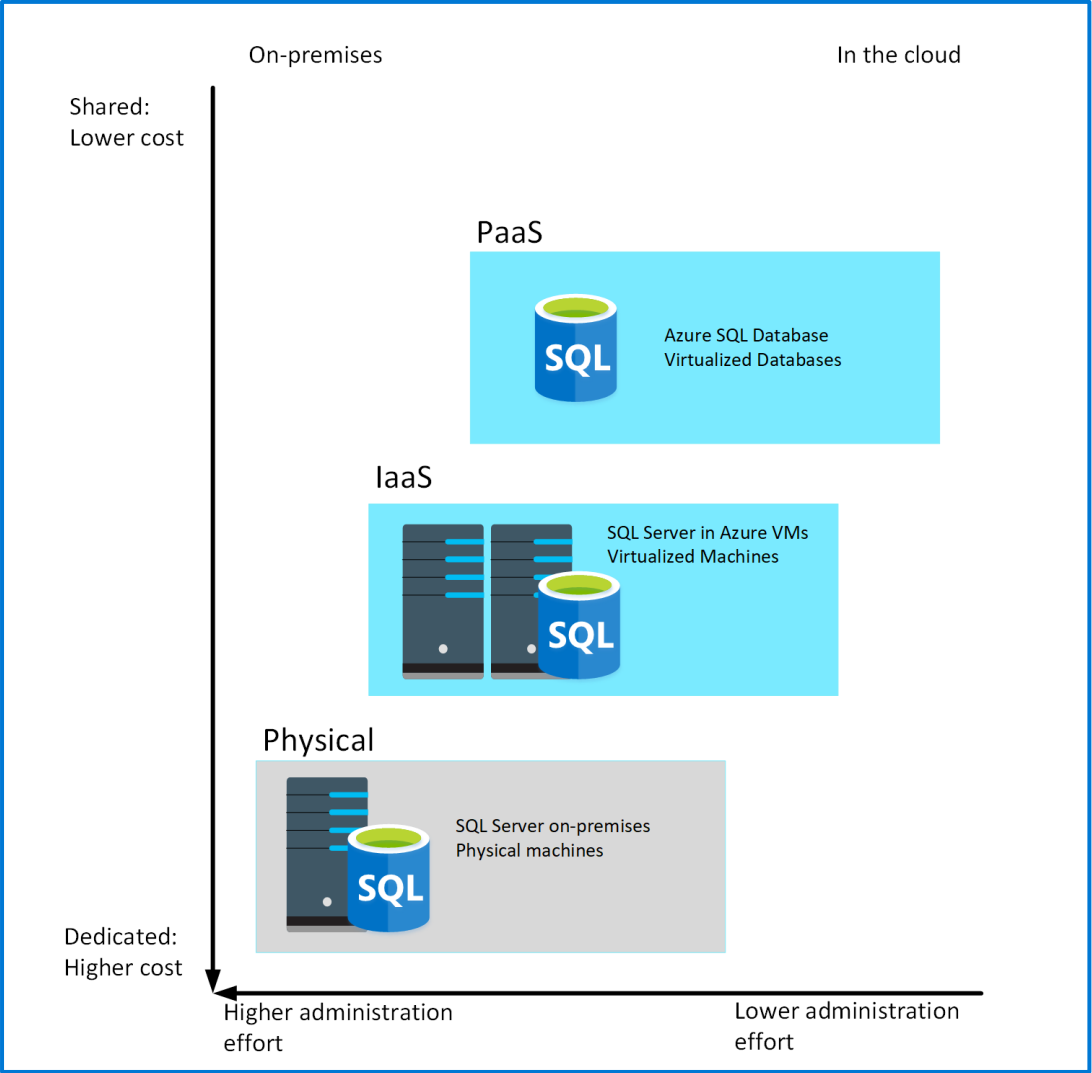 On-premises
In the cloud
Shared:
Lower cost
PaaS
SQL
Azure SQL Database
Virtualized Databases
IaaS
SQL Server in Azure VMs
Virtualized Machines
SQL
Physical
SQL Server on-premises
Physical machines
SQL
Dedicated:
Higher cost
Higher administration
effort
Lower administration
effort